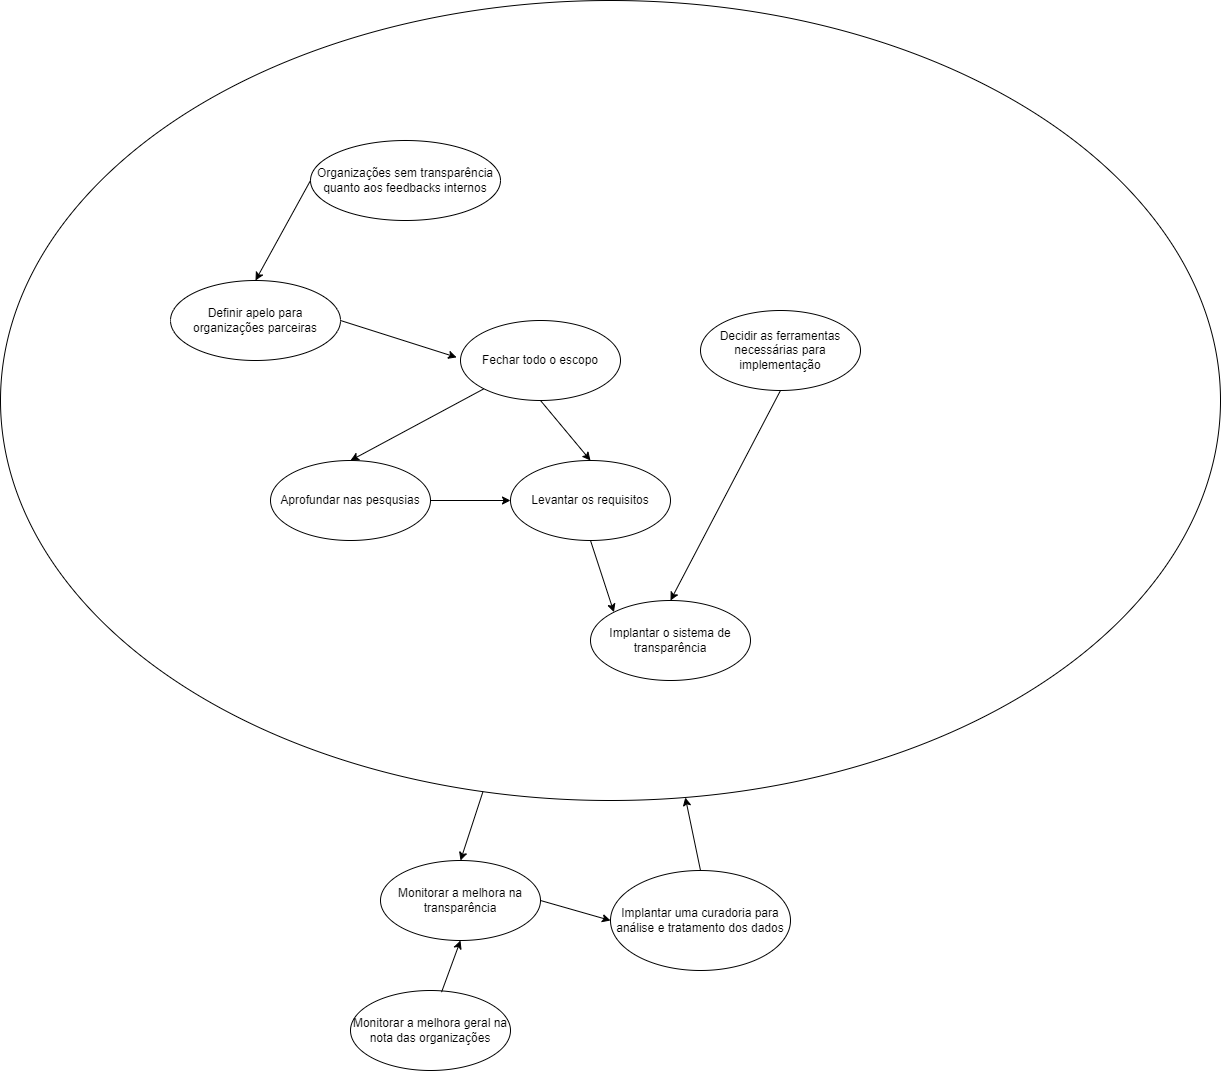 Organizações sem transparência
quanto aos feedbacks internos
Definir apelo para
organizações parceiras
Fechar todo o escopo
Decidir as ferramentas
necessárias para
implementação
Aprofundar nas pesqusias
Levantar os requisitos
Implantar o sistema de
transparência
Monitorar a melhora na
transparência
Implantar uma curadoria para
análise e tratamento dos dados
Monitorar a melhora geral na
nota das organizações